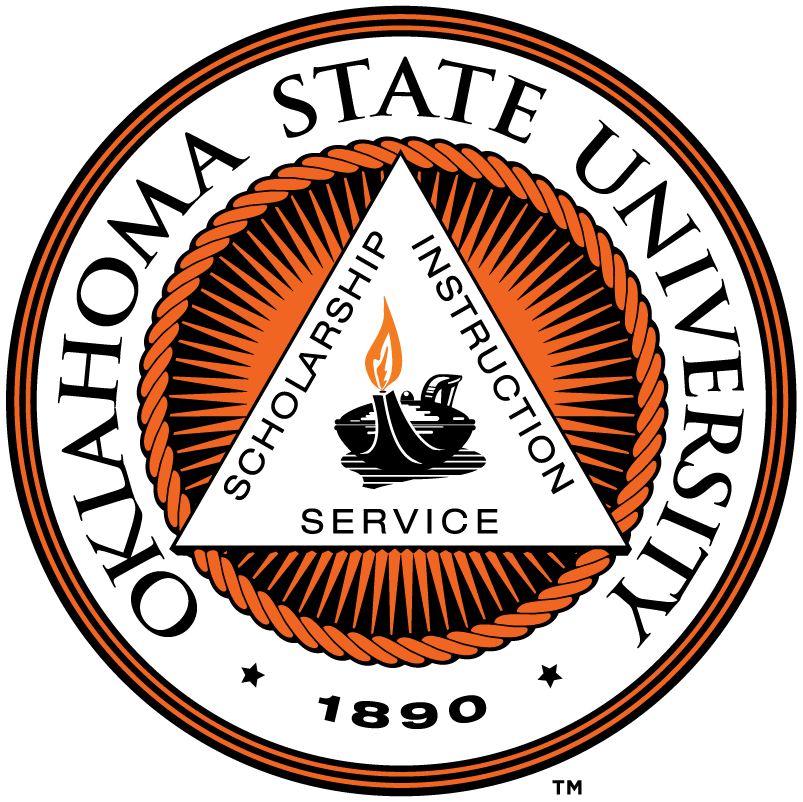 OKLAHOMA STATE UNIVERSITY
SCHOLARSHIP
INSTRUCTION
SERVICE
1890
TM